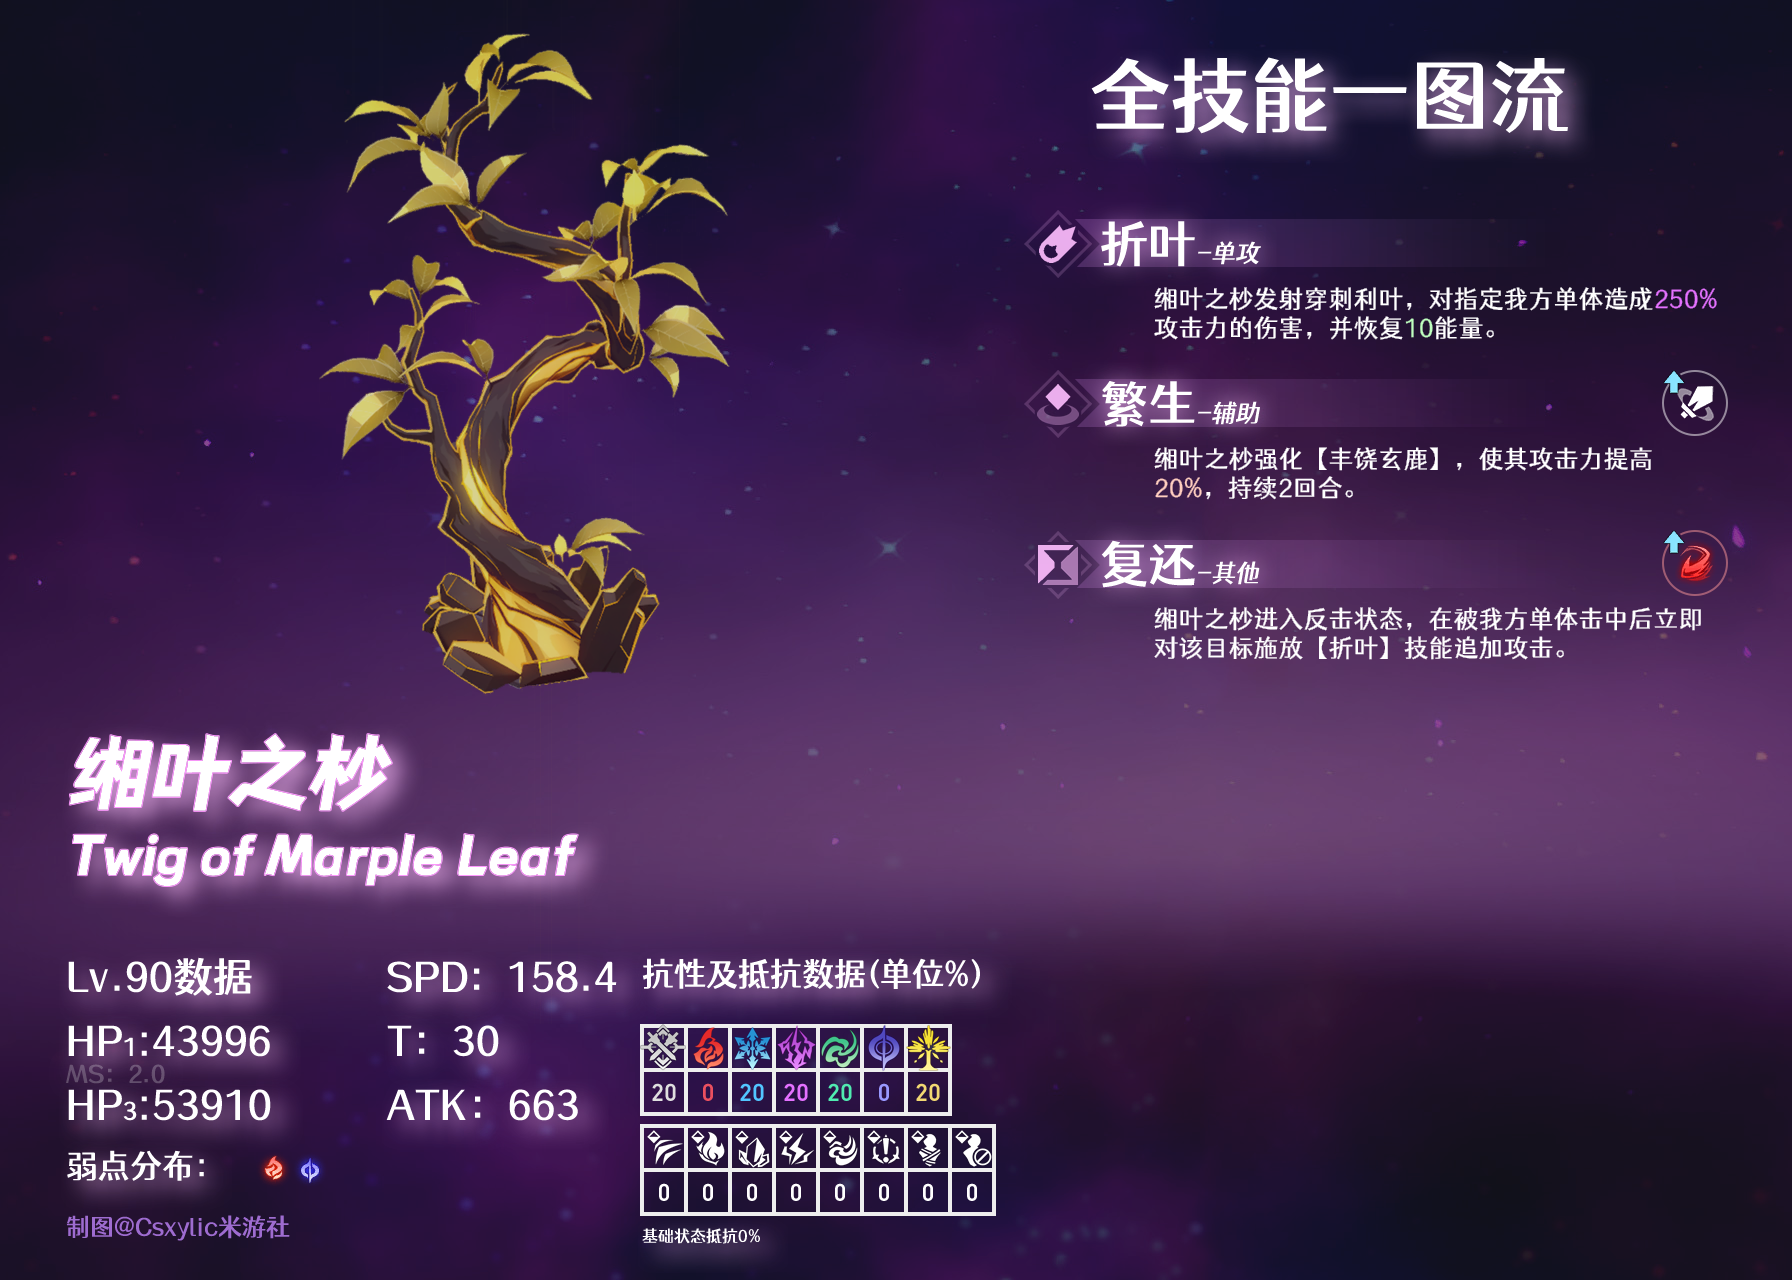 全技能一图流
折叶-单攻
缃叶之杪发射穿刺利叶，对指定我方单体造成250%
攻击力的伤害，并恢复10能量。
繁生-辅助
缃叶之杪强化【丰饶玄鹿】，使其攻击力提高
20%，持续2回合。
复还-其他
缃叶之杪进入反击状态，在被我方单体击中后立即
对该目标施放【折叶】技能追加攻击。
缃叶之杪
Twig of Marple Leaf
Lv.90数据
SPD：158.4
HP1:43996
T：30
MS：2.0
HP3:53910
ATK：663
弱点分布：
制图@Csxylic米游社
抗性及抵抗数据(单位%)
20 0 20 20 20 0 20
0 0 0 0 0 0 0 0
基础状态抵抗0%